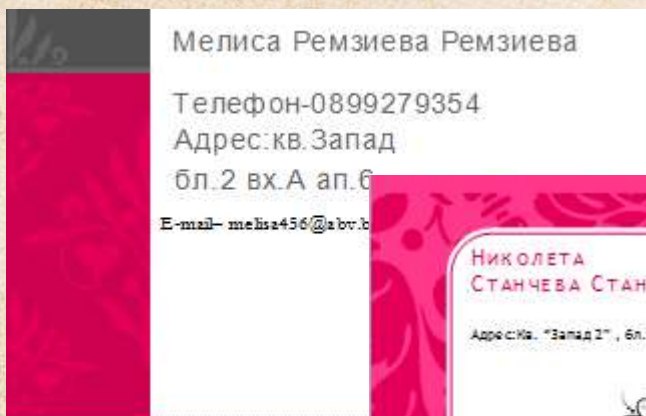 Мелиса Ремзиева Ремзиева
Телефон-0899279354
Адрес:кв.Запад
бл.2 вх.А ап.6
E-mail– melisa456@abv.b
Николета
Станчева Стан
Адрес:Кв. "Запад 2" , бл.